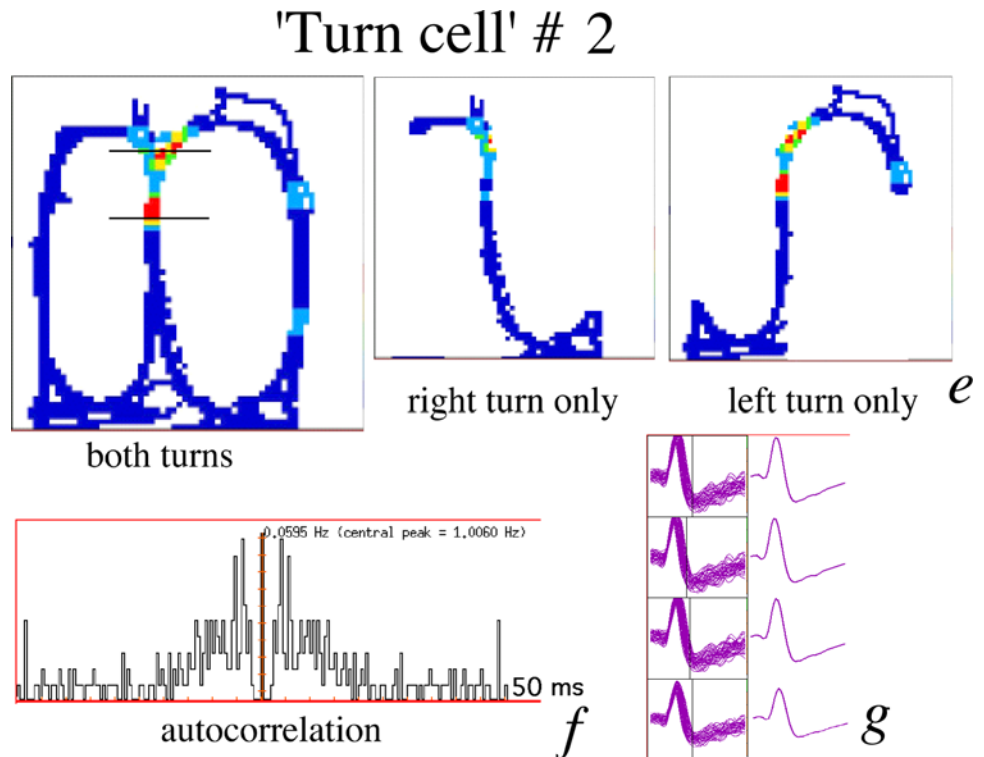 'Turn cell' # 2
right turn only
left turn only
e
both turns
0.0595 Hz (central peak = 1.0060 Hz)
50 ms
autocorrelation
f
g